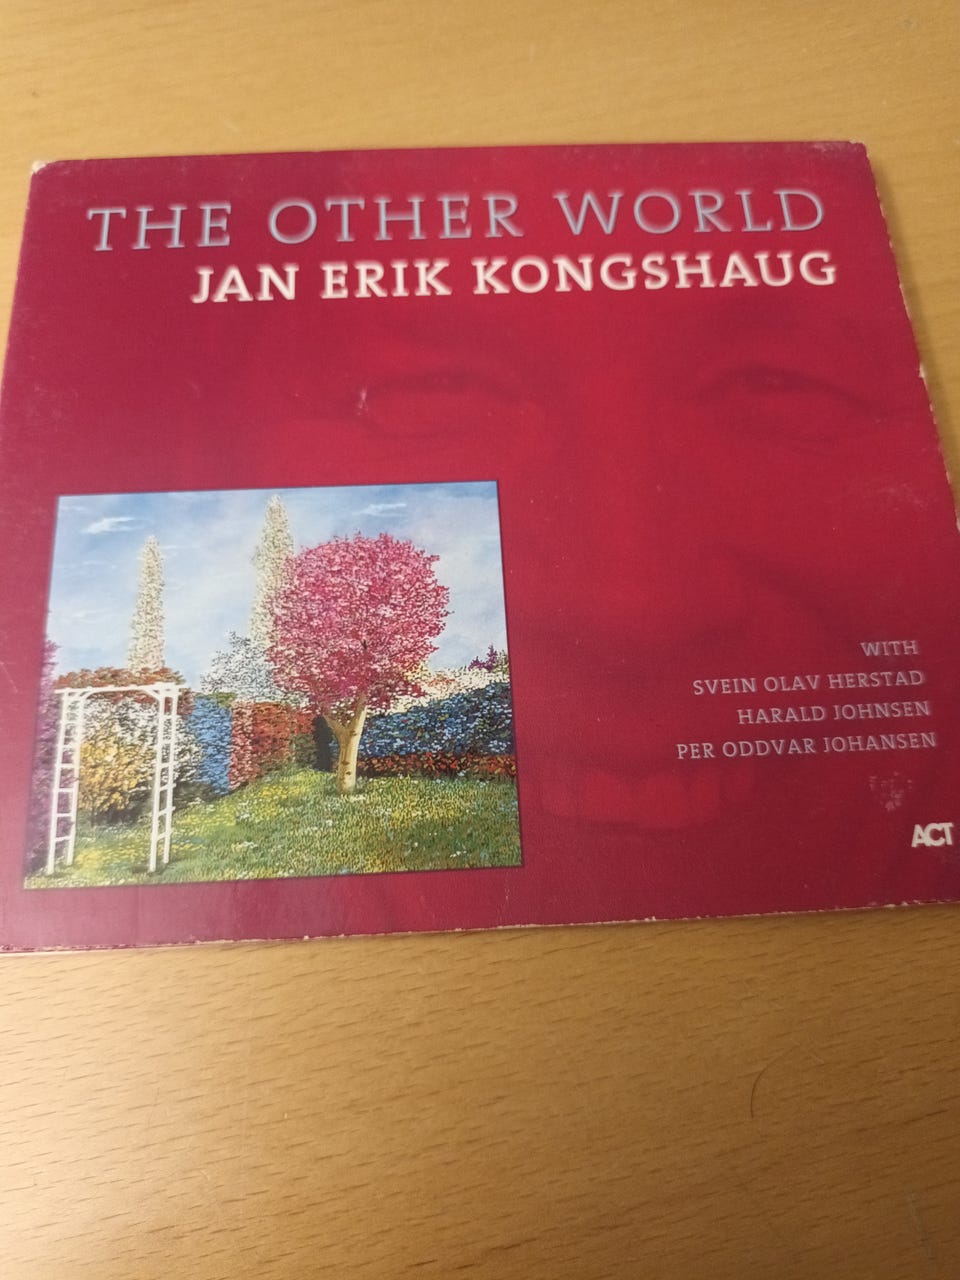 THE OTHER WORLD
JAN ERIK KONGSHAUG
WITH
SVEIN OLAV HERSTAD
HARALD JOHNSEN
PER ODDVAR JOHANSEN
ACT